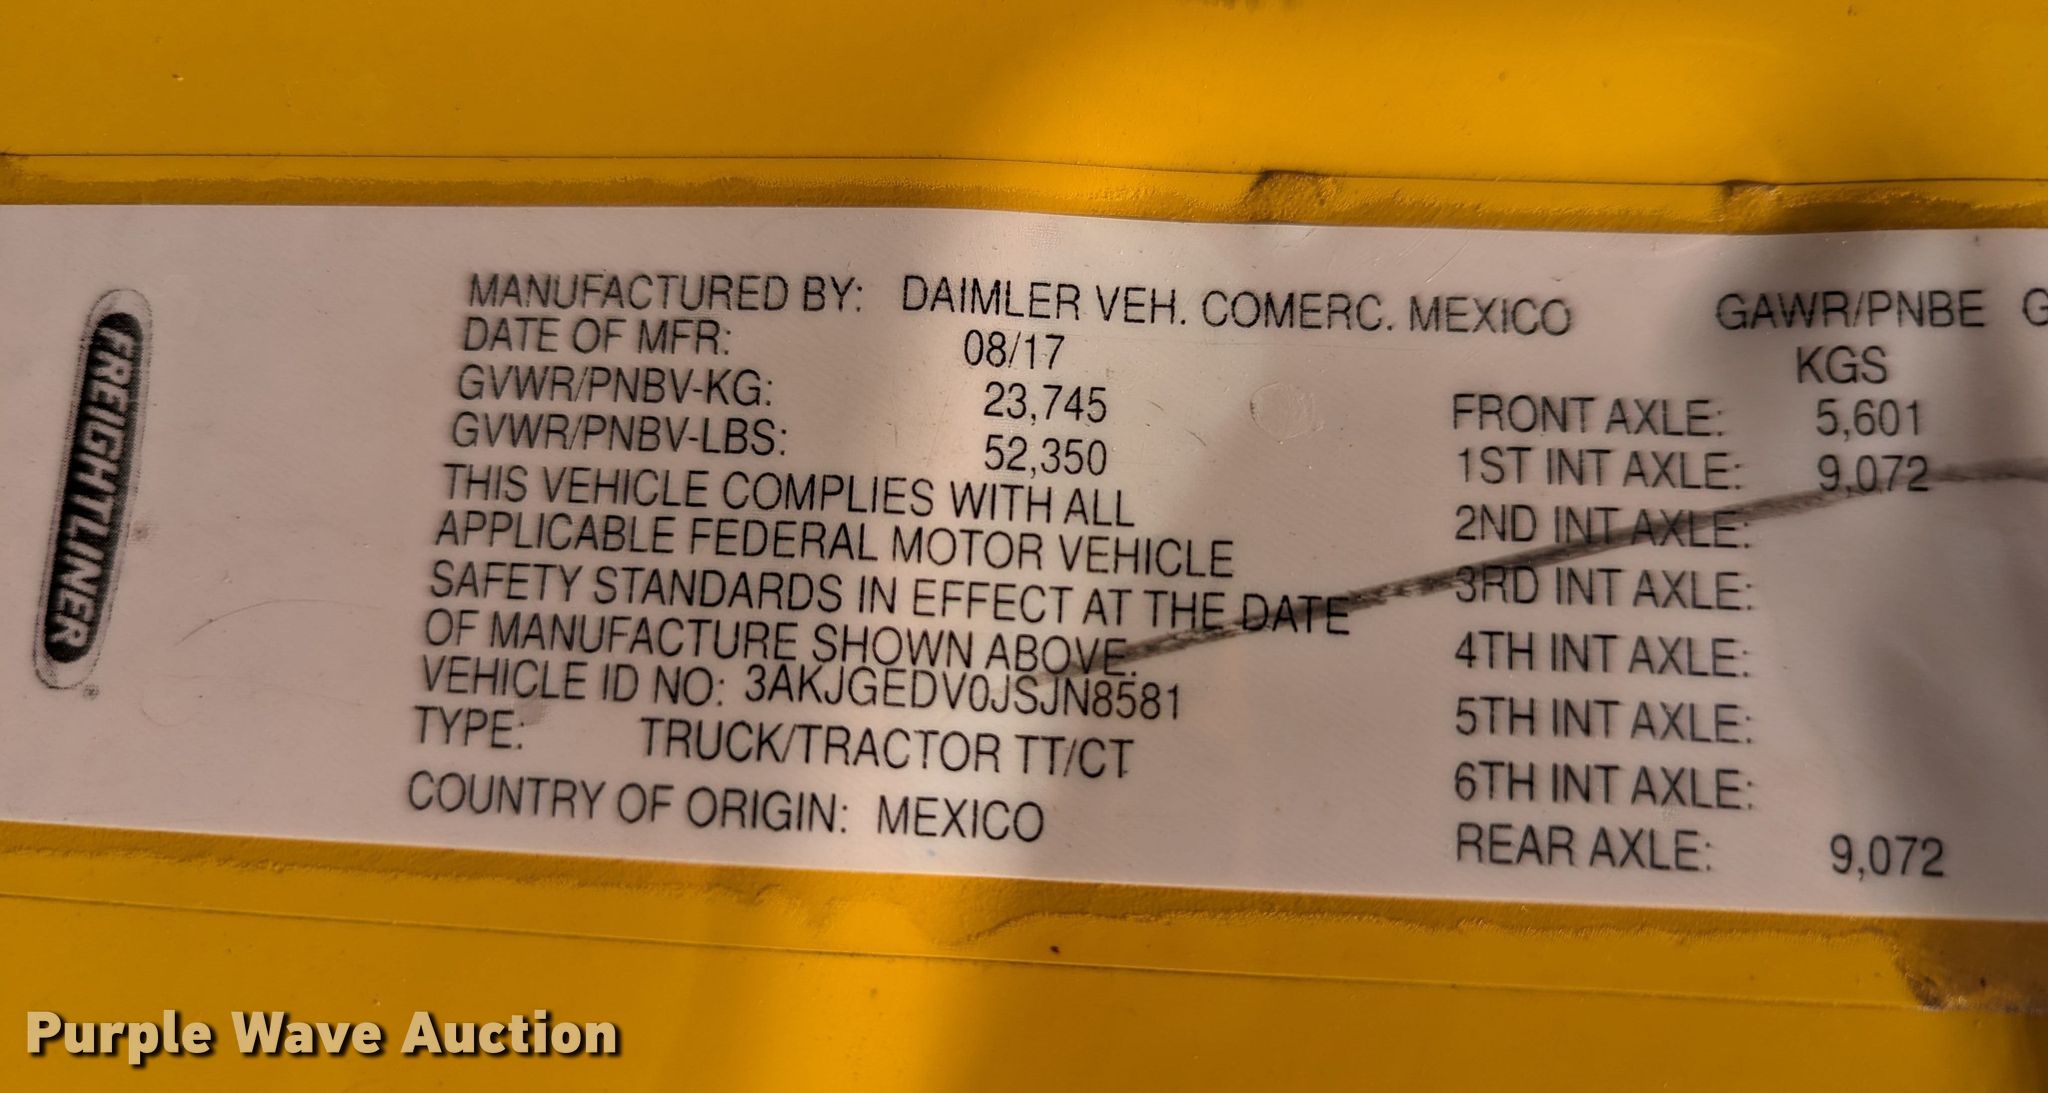 FREIGHTLINER
MANUFACTURED BY: DAIMLER VEH. COMERC. MEXICO
DATE OF MFR: 08/17
GVWR/PNBV-KG: 23,745
GVWR/PNBV-LBS: 52,350
THIS VEHICLE COMPLIES WITH ALL
APPLICABLE FEDERAL MOTOR VEHICLE
SAFETY STANDARDS IN EFFECT AT THE DATE
OF MANUFACTURE SHOWN ABOVE.
VEHICLE ID NO: 3AKJGEDV0JSJN8581
TYPE: TRUCK/TRACTOR TT/CT
COUNTRY OF ORIGIN: MEXICO
GAWR/PNBE G
KGS
FRONT AXLE: 5,601
1ST INT AXLE: 9,072
2ND INT AXLE:
3RD INT AXLE:
4TH INT AXLE:
5TH INT AXLE:
6TH INT AXLE:
REAR AXLE: 9,072
Purple Wave Auction